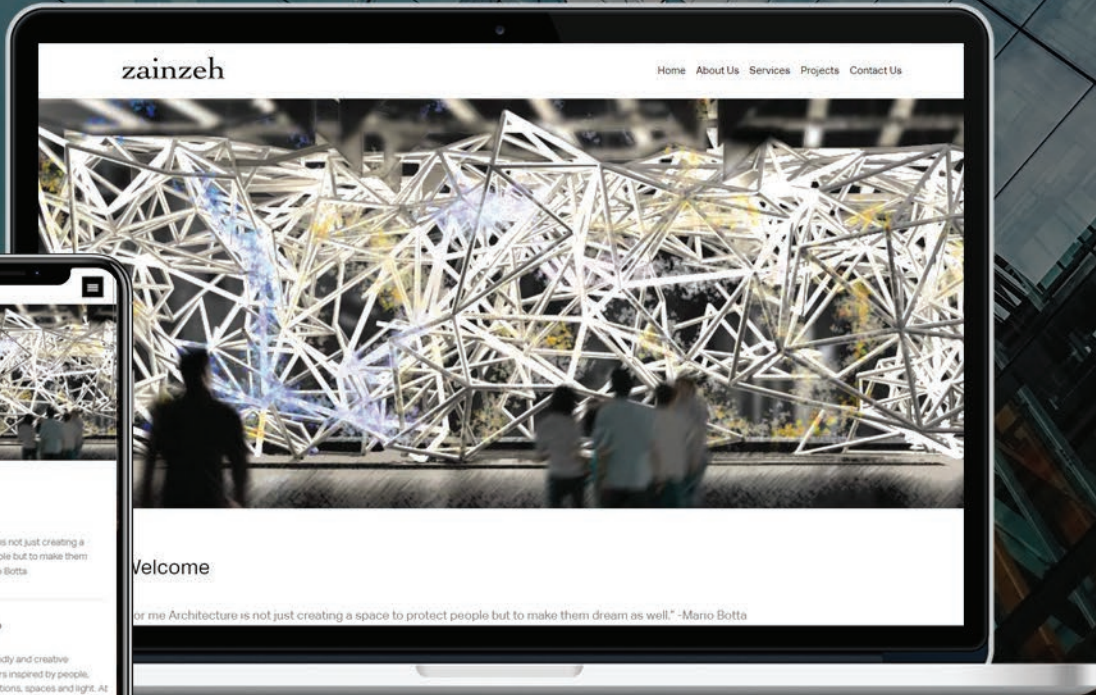 zainzeh
Home About Us Services Projects Contact Us
Welcome
or me Architecture is not just creating a space to protect people but to make them dream as well." -Mario Botta
is not just creating a
ple but to make them
Botta
dly and creative
rs inspired by people,
tions, spaces and light. At